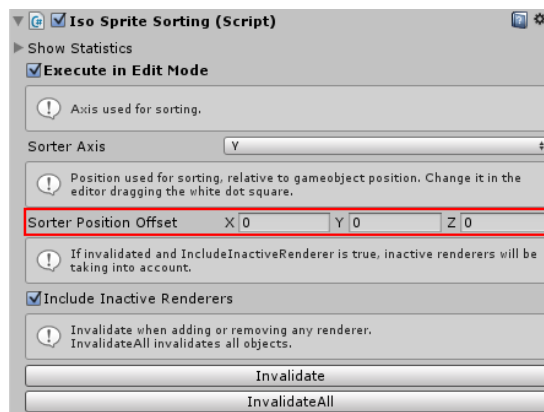 Iso Sprite Sorting (Script)
Show Statistics
Execute in Edit Mode
Axis used for sorting.
Sorter Axis Y
Position used for sorting, relative to gameobject position. Change it in the
editor dragging the white dot square.
Sorter Position Offset X 0 Y 0 Z 0
If invalidated and IncludeInactiveRenderer is true, inactive renderers will be
taking into account.
Include Inactive Renderers
Invalidate when adding or removing any renderer.
InvalidateAll invalidates all objects.
Invalidate
InvalidateAll